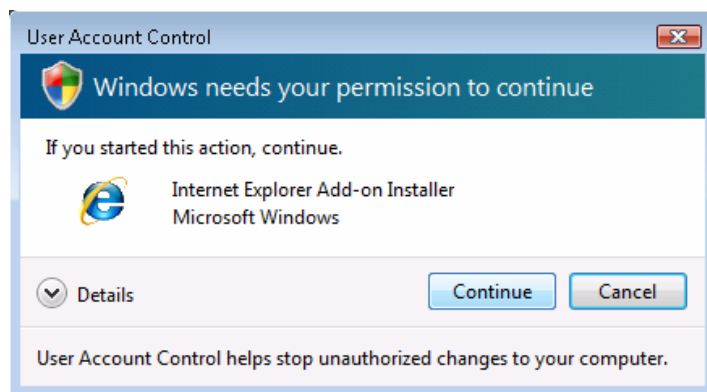 User Account Control
Windows needs your permission to continue
If you started this action, continue.
Internet Explorer Add-on Installer
Microsoft Windows
Details
Continue
Cancel
User Account Control helps stop unauthorized changes to your computer.